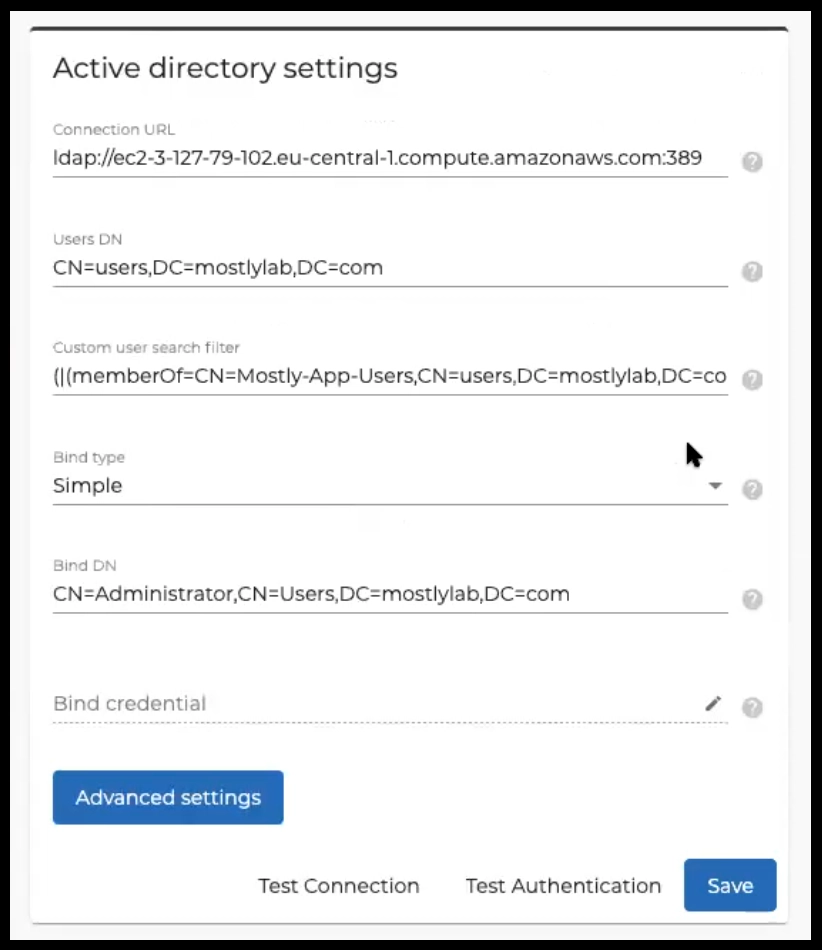 Active directory settings
Connection URL
ldap://ec2-3-127-79-102.eu-central-1.compute.amazonaws.com:389
?
Users DN
CN=users,DC=mostlylab,DC=com
?
Custom user search filter
(|(memberOf=CN=Mostly-App-Users,CN=users,DC=mostlylab,DC=co
?
Bind type
Simple
?
Bind DN
CN=Administrator,CN=Users,DC=mostlylab,DC=com
?
Bind credential
?
Advanced settings
Test Connection Test Authentication Save